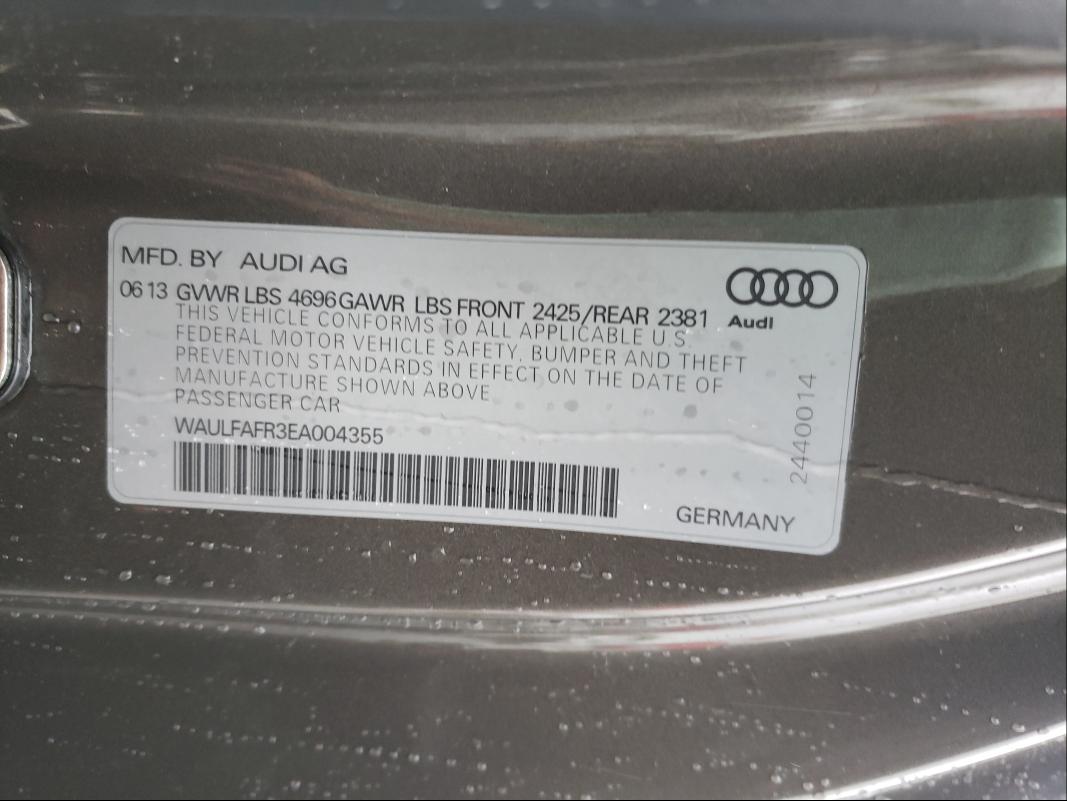 MFD. BY AUDI AG
06 13 GVWR LBS 4696 GAWR LBS FRONT 2425/REAR 2381
THIS VEHICLE CONFORMS TO ALL APPLICABLE U.S.
FEDERAL MOTOR VEHICLE SAFETY, BUMPER AND THEFT
PREVENTION STANDARDS IN EFFECT ON THE DATE OF
MANUFACTURE SHOWN ABOVE
PASSENGER CAR
WAULFAFR3EA004355
Audi
2440014
GERMANY